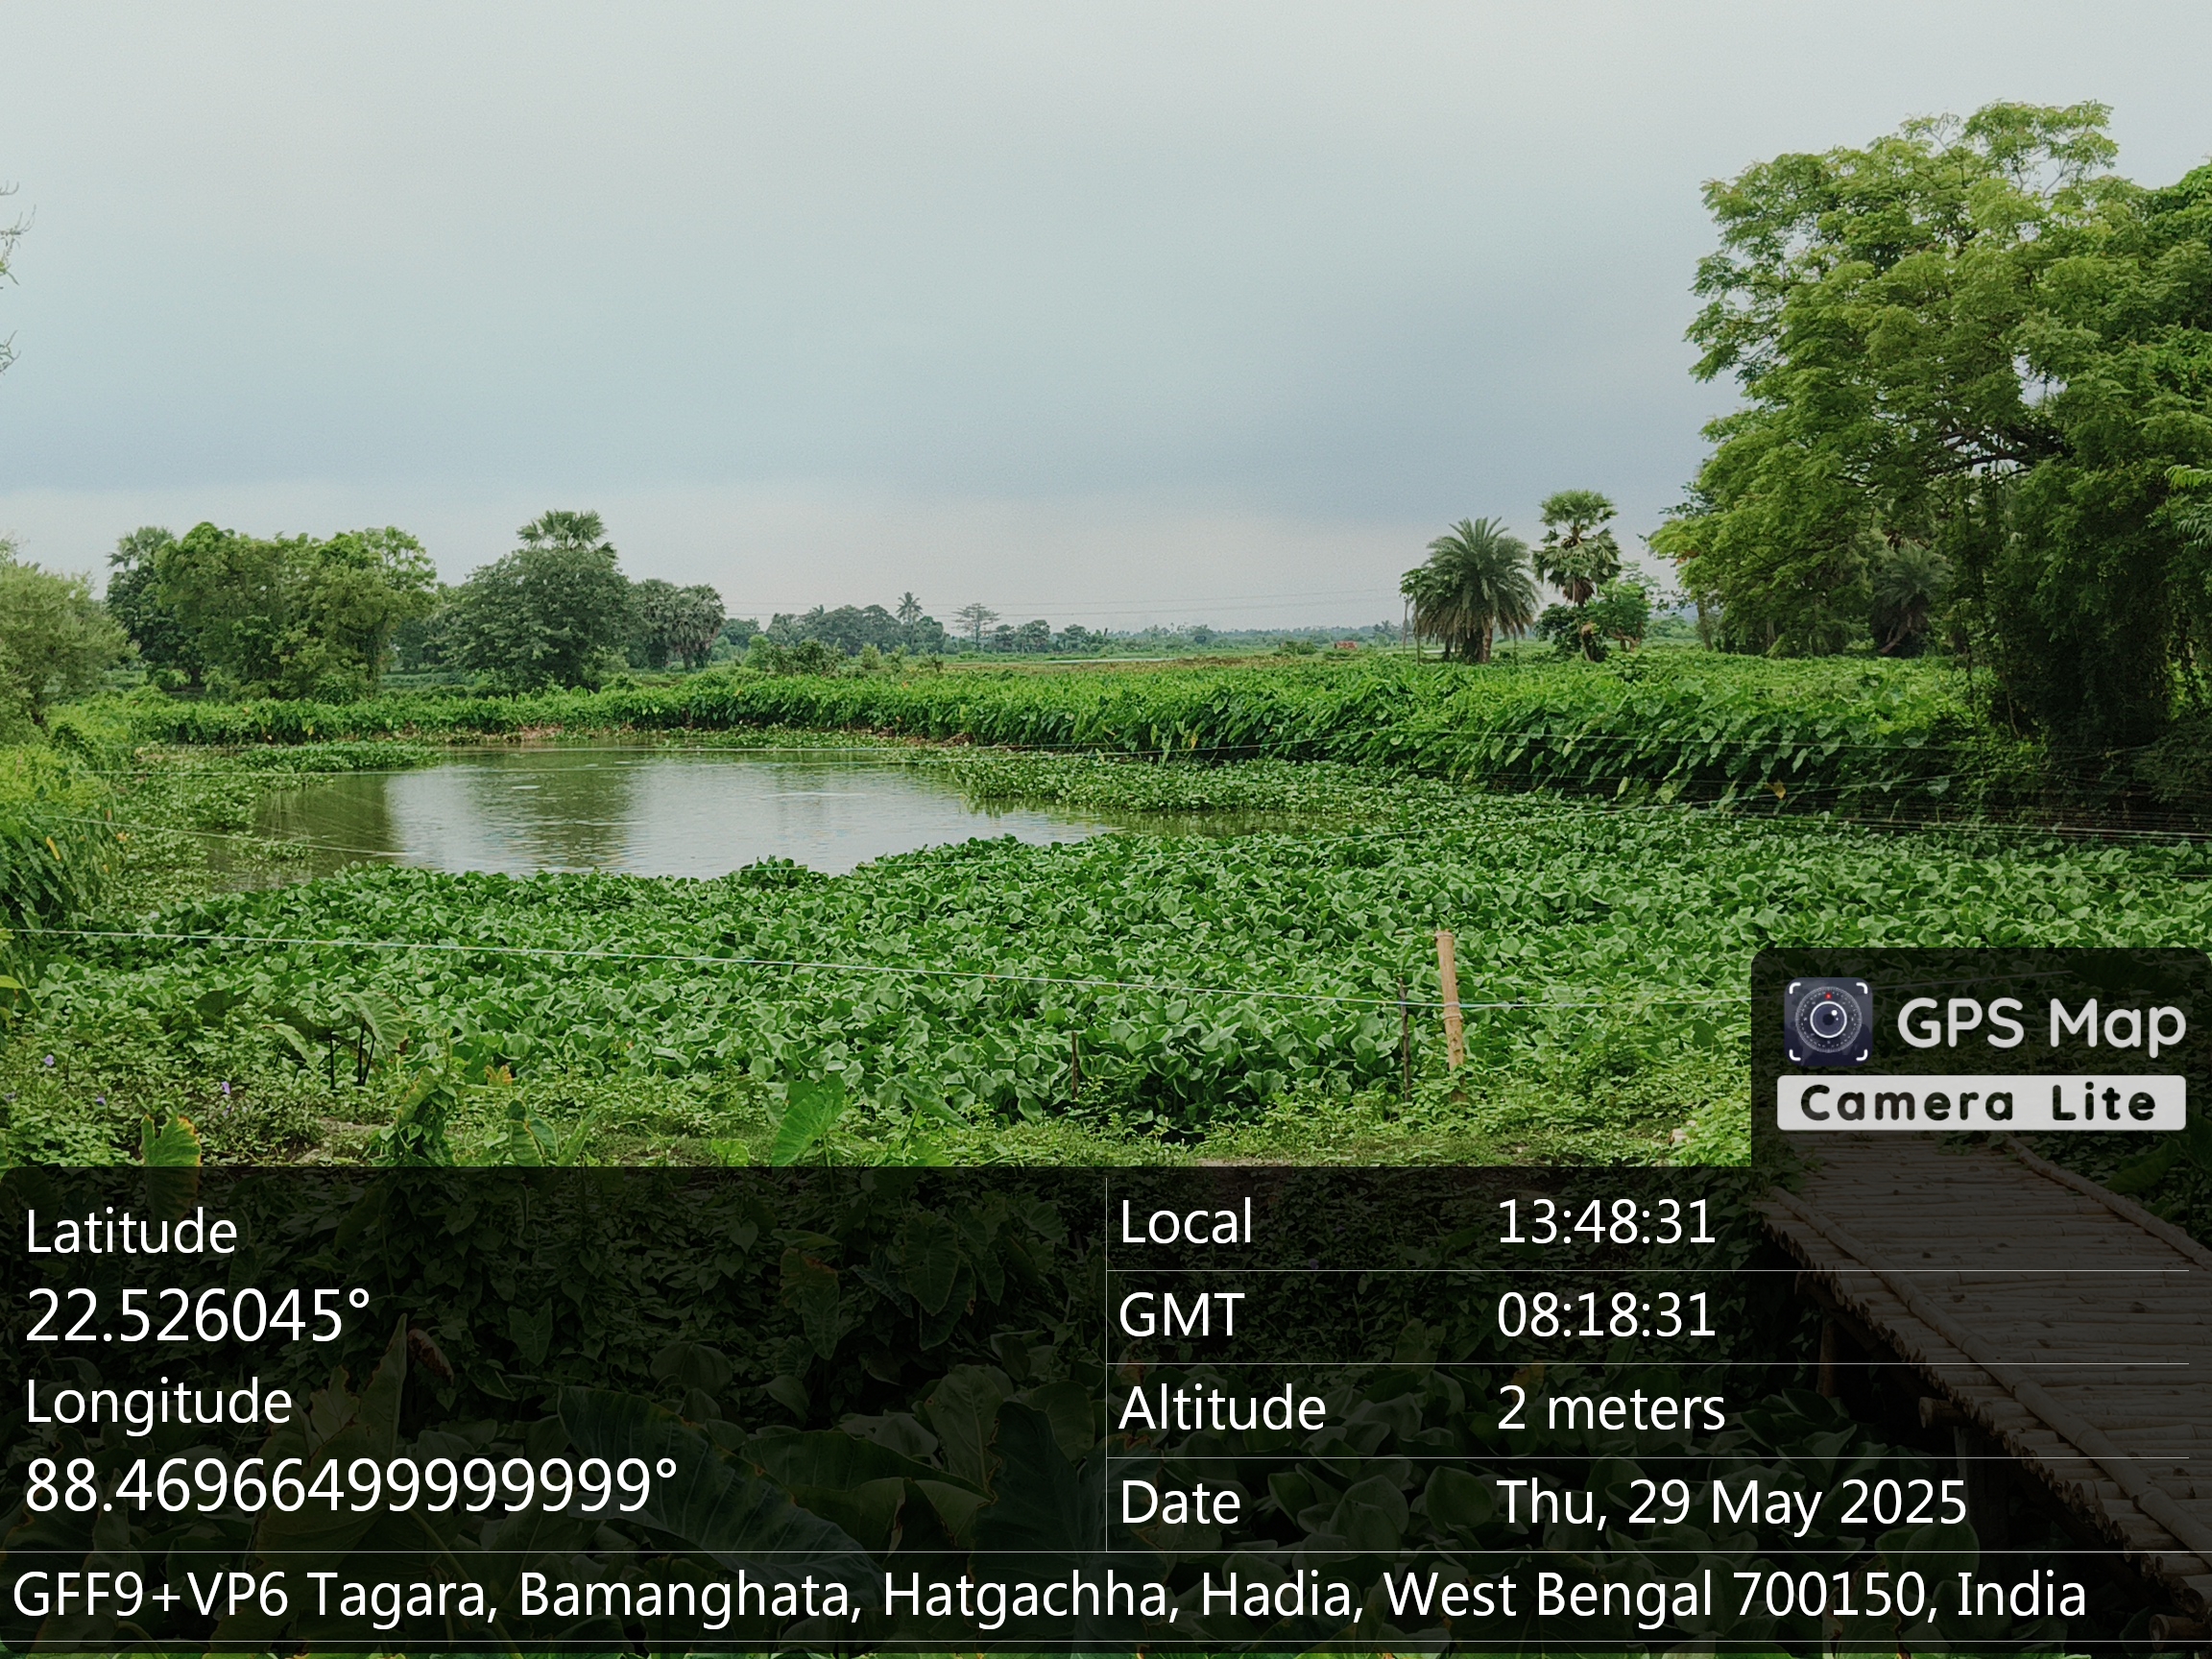 GPS Map
Camera Lite
Latitude
22.526045°
Longitude
88.46966499999999°
Local 13:48:31
GMT 08:18:31
Altitude 2 meters
Date Thu, 29 May 2025
GFF9+VP6 Tagara, Bamanghata, Hatgachha, Hadia, West Bengal 700150, India